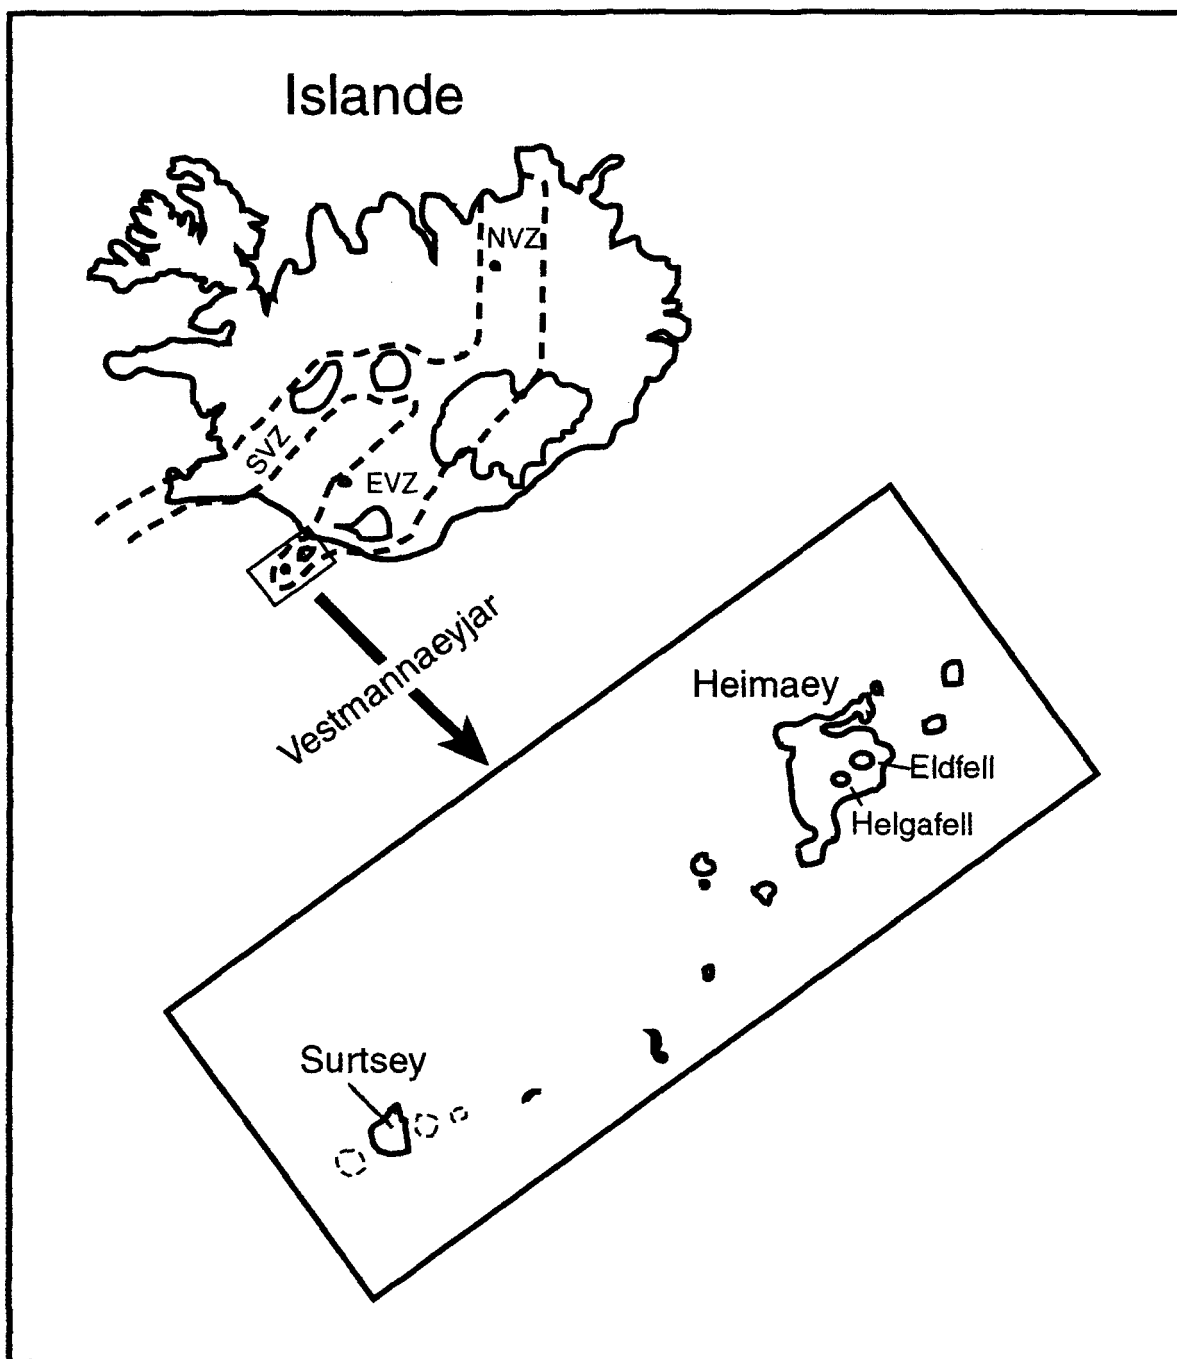 Islande
NVZ
SVZ
EVZ
Vestmannaeyjar
Heimaey
Eldfell
Helgafell
Surtsey